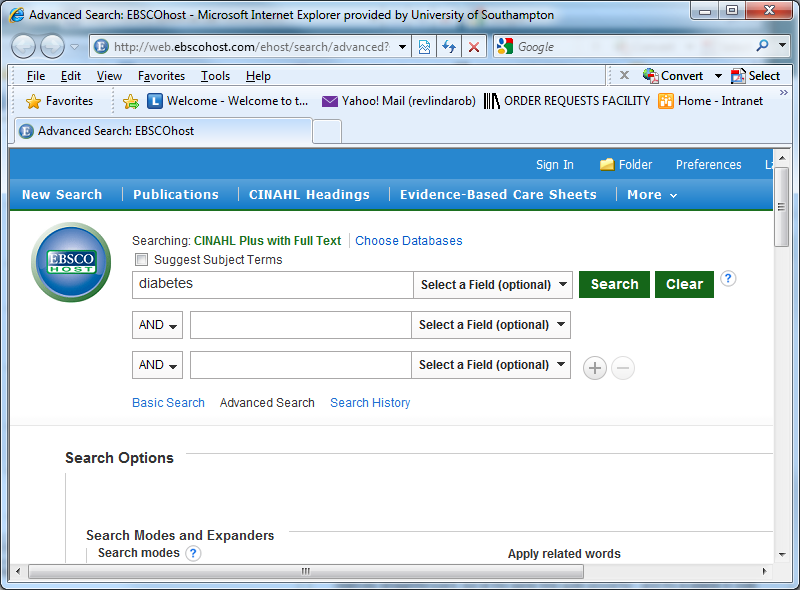 Advanced Search: EBSCOhost - Microsoft Internet Explorer provided by University of Southampton
http://web.ebscohost.com/ehost/search/advanced?
Google
File Edit View Favorites Tools Help
Convert Select
Favorites Welcome - Welcome to t... Yahoo! Mail (revlindarob) ORDER REQUESTS FACILITY Home - Intranet
Advanced Search: EBSCOhost
Sign In Folder Preferences La
New Search Publications CINAHL Headings Evidence-Based Care Sheets More
EBSCO
HOST
Searching: CINAHL Plus with Full Text Choose Databases
Suggest Subject Terms
diabetes Select a Field (optional) Search Clear ?
AND Select a Field (optional)
AND Select a Field (optional)
Basic Search Advanced Search Search History
Search Options
Search Modes and Expanders
Search modes ? Apply related words